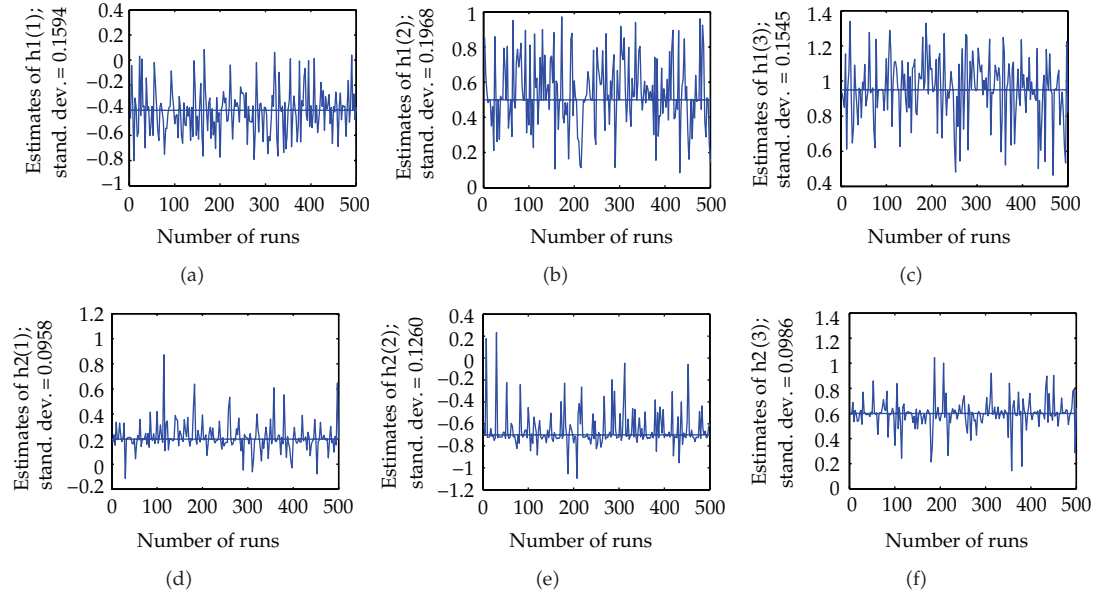 Estimates of h1(1);
stand. dev. = 0.1594
0.4
0.2
0
−0.2
−0.4
−0.6
−0.8
−1
0 100 200 300 400 500
Number of runs
(a)
Estimates of h1(2);
stand. dev. = 0.1968
1
0.8
0.6
0.4
0.2
0
0 100 200 300 400 500
Number of runs
(b)
Estimates of h1(3);
stand. dev. = 0.1545
1.4
1.2
1
0.8
0.6
0.4
0 100 200 300 400 500
Number of runs
(c)
Estimates of h2(1);
stand. dev. = 0.0958
1.2
1
0.8
0.6
0.4
0.2
0
−0.2
0 100 200 300 400 500
Number of runs
(d)
Estimates of h2(2);
stand. dev. = 0.1260
0.4
0.2
0
−0.2
−0.4
−0.6
−0.8
−1
−1.2
0 100 200 300 400 500
Number of runs
(e)
Estimates of h2(3);
stand. dev. = 0.0986
1.4
1.2
1
0.8
0.6
0.4
0.2
0
0 100 200 300 400 500
Number of runs
(f)